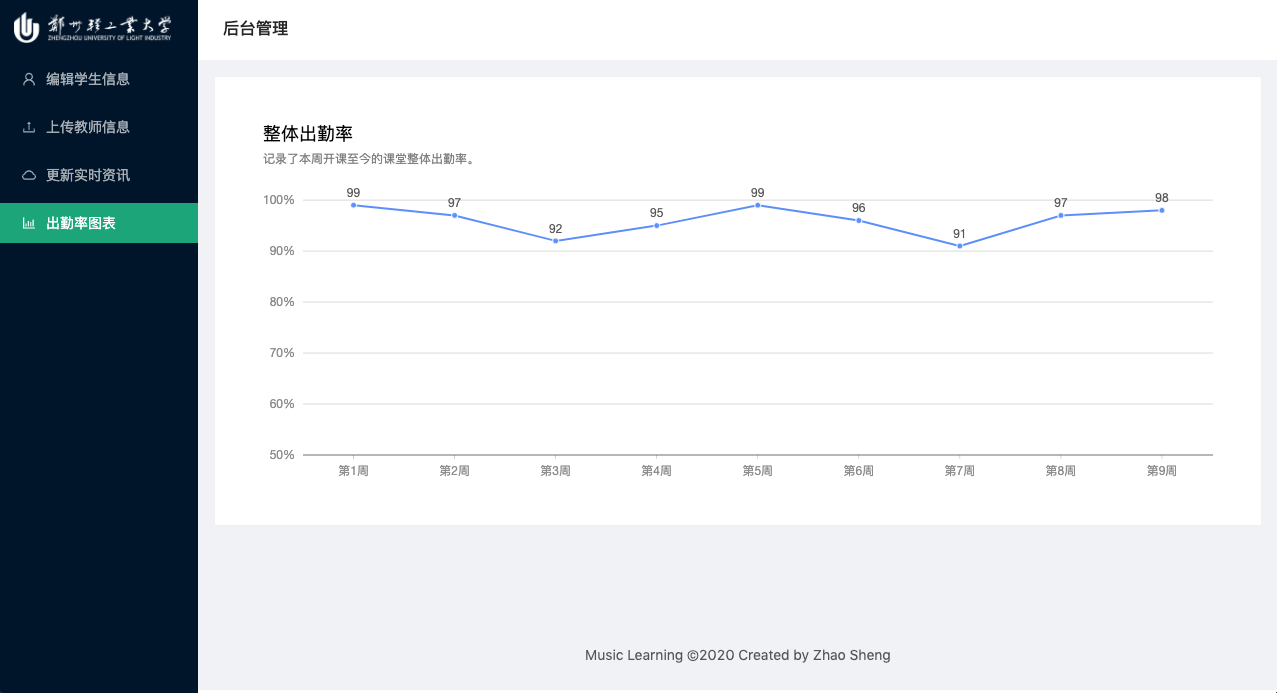 郑州轻工业大学
ZHENGZHOU UNIVERSITY OF LIGHT INDUSTRY
编辑学生信息
上传教师信息
更新实时资讯
出勤率图表
后台管理
整体出勤率
记录了本周开课至今的课堂整体出勤率。
100%
90%
80%
70%
60%
50%
99
97
92
95
99
96
91
97
98
第1周
第2周
第3周
第4周
第5周
第6周
第7周
第8周
第9周
Music Learning ©2020 Created by Zhao Sheng